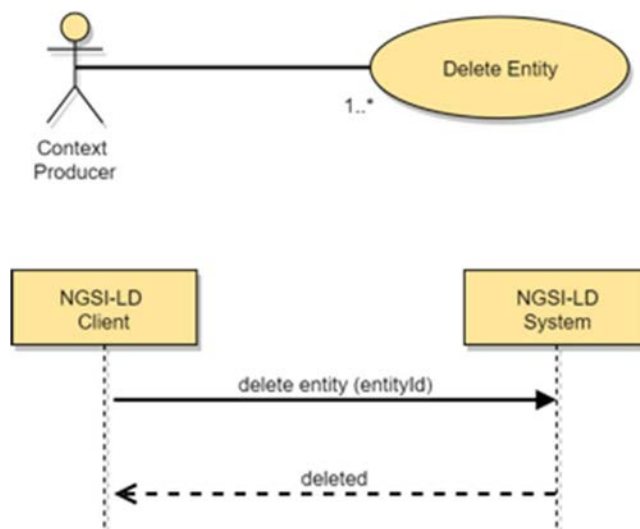 Delete Entity
1..*
Context
Producer
NGSI-LD
Client
NGSI-LD
System
delete entity (entityId)
deleted